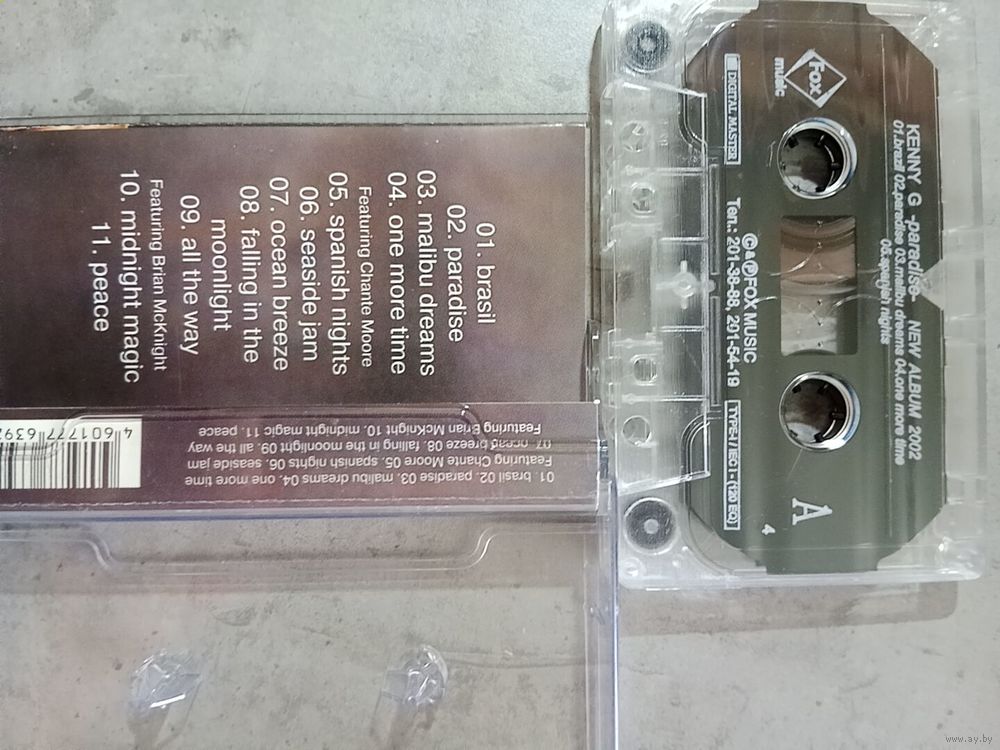 01. brasil
02. paradise
03. malibu dreams
04. one more time
Featuring Chante Moore
05. spanish nights
06. seaside jam
07. ocean breeze
08. falling in the
moonlight
09. all the way
Featuring Brian McKnight
10. midnight magic
11. peace
01. brasil 02. paradise 03. malibu dreams 04. one more time
Featuring Chante Moore 05. spanish nights 06. seaside jam
07. ocean breeze 08. falling in the moonlight 09. all the way
Featuring Brian McKnight 10. midnight magic 11. peace
4 601777 6392
KENNY G -paradise- NEW ALBUM 2002
01.brazil 02.paradise 03.malibu dreams 04.one more time
05.spanish nights
Fox
music
A
4
© & ℗ FOX MUSIC
Тел.: 201-38-88, 201-54-19
DIGITAL MASTER
TYPE-I / IEC I - (120 EQ)
www.ay.by